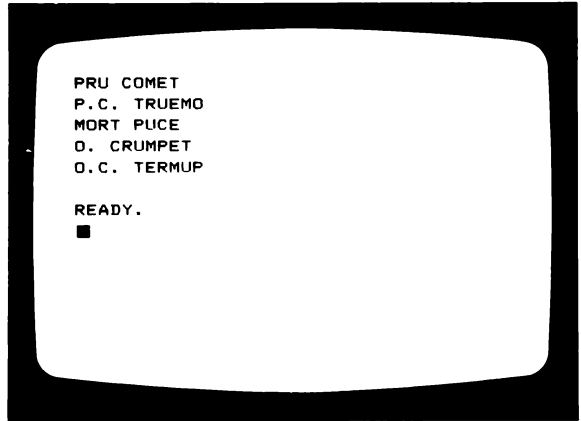 PRU COMET
P.C. TRUEMO
MORT PUCE
O. CRUMPET
O.C. TERMUP
READY.